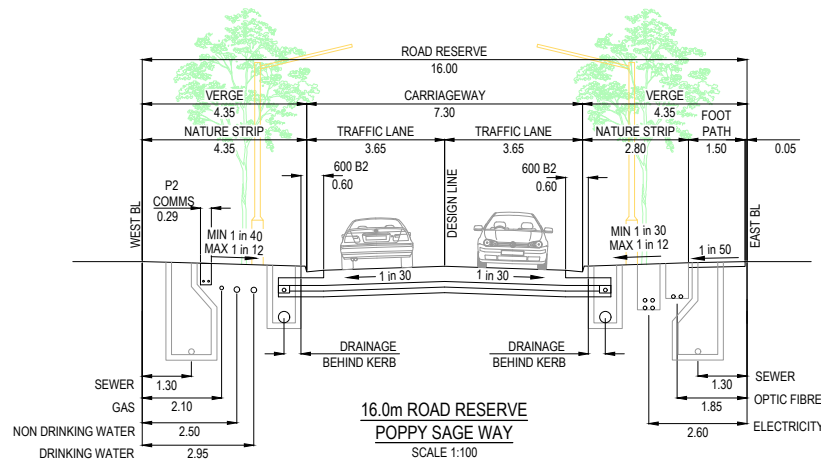 ROAD RESERVE
16.00
VERGE
4.35
CARRIAGEWAY
7.30
VERGE
4.35
NATURE STRIP
4.35
TRAFFIC LANE
3.65
TRAFFIC LANE
3.65
NATURE STRIP
2.80
FOOT
PATH
1.50
0.05
600 B2
0.60
600 B2
0.60
P2
COMMS
0.29
WEST BL
DESIGN LINE
EAST BL
MIN 1 in 40
MAX 1 in 12
MIN 1 in 30
MAX 1 in 12
1 in 50
1 in 30
1 in 30
DRAINAGE
BEHIND KERB
DRAINAGE
BEHIND KERB
SEWER
1.30
GAS
2.10
NON DRINKING WATER
2.50
DRINKING WATER
2.95
1.30
SEWER
1.85
OPTIC FIBRE
2.60
ELECTRICITY
16.0m ROAD RESERVE
POPPY SAGE WAY
SCALE 1:100